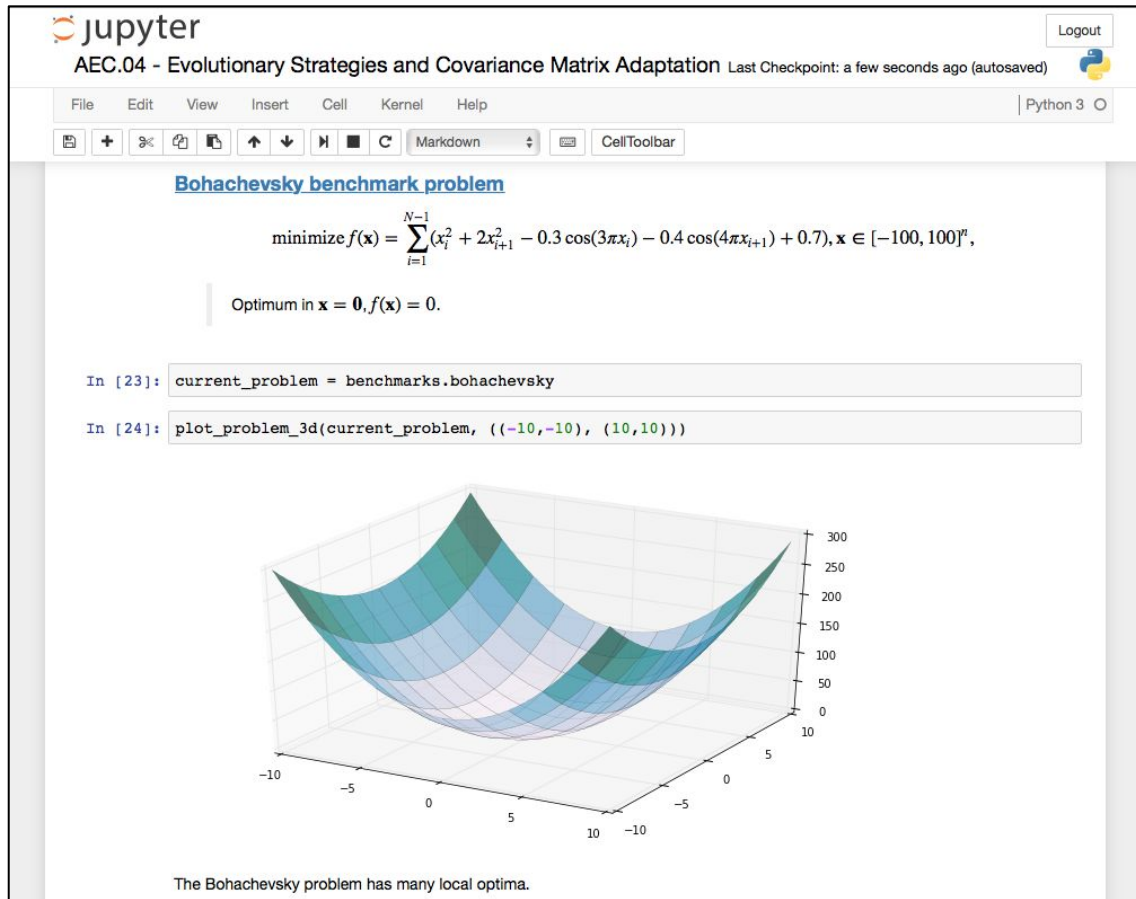 jupyter
Logout
AEC.04 - Evolutionary Strategies and Covariance Matrix Adaptation Last Checkpoint: a few seconds ago (autosaved)
File Edit View Insert Cell Kernel Help Python 3
Markdown CellToolbar
Bohachevsky benchmark problem
minimize f(𝐱) = ∑_{i=1}^{N−1} (x_i^2 + 2x_{i+1}^2 − 0.3 cos(3πx_i) − 0.4 cos(4πx_{i+1}) + 0.7), 𝐱 ∈ [−100, 100]^n,
Optimum in 𝐱 = 𝟎, f(𝐱) = 0.
In [23]: current_problem = benchmarks.bohachevsky
In [24]: plot_problem_3d(current_problem, ((-10,-10), (10,10)))
300
250
200
150
100
50
0
10
5
0
−5
−10
−10
−5
0
5
10
The Bohachevsky problem has many local optima.